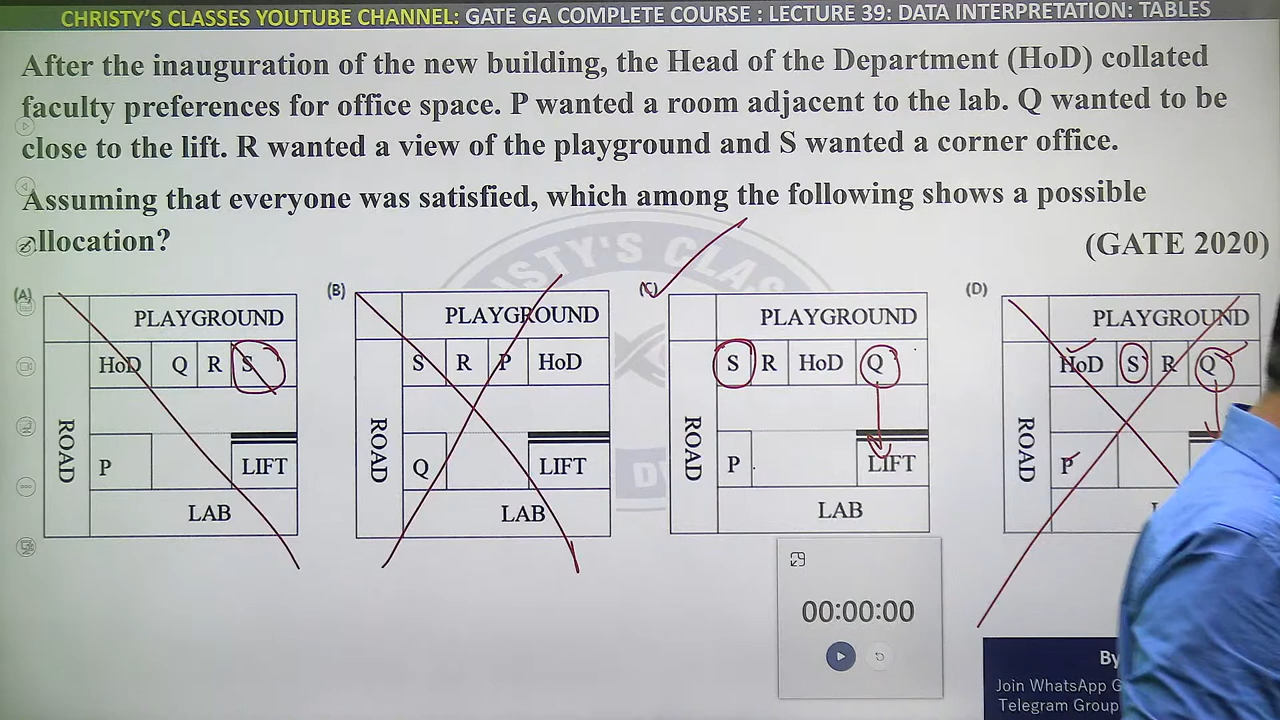 CHRISTY'S CLASSES YOUTUBE CHANNEL: GATE GA COMPLETE COURSE : LECTURE 39: DATA INTERPRETATION: TABLES
After the inauguration of the new building, the Head of the Department (HoD) collated
faculty preferences for office space. P wanted a room adjacent to the lab. Q wanted to be
close to the lift. R wanted a view of the playground and S wanted a corner office.
Assuming that everyone was satisfied, which among the following shows a possible
allocation?
(GATE 2020)
(A)
PLAYGROUND
HoD Q R S
ROAD
P
LIFT
LAB
(B)
PLAYGROUND
S R P HoD
ROAD
Q
LIFT
LAB
(C)
PLAYGROUND
S R HoD Q
ROAD
P
LIFT
LAB
(D)
PLAYGROUND
HoD S R Q
ROAD
P
00:00:00
By
Join WhatsApp G
Telegram Group